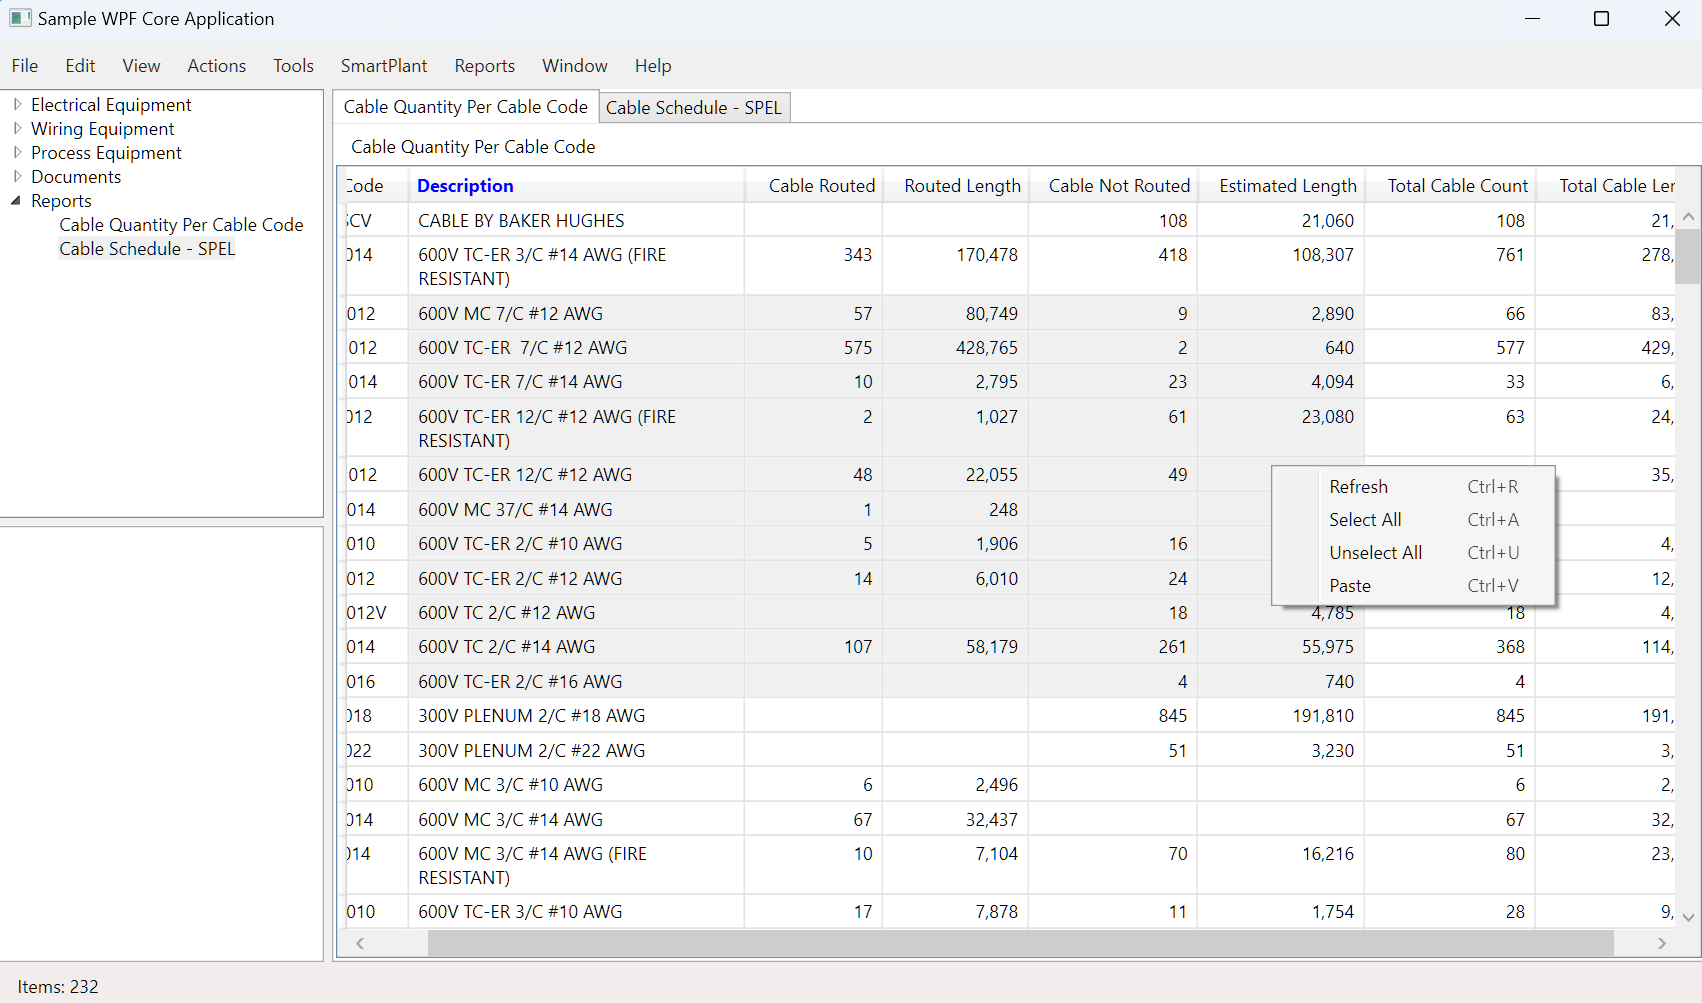 Sample WPF Core Application
File Edit View Actions Tools SmartPlant Reports Window Help
Electrical Equipment
Wiring Equipment
Process Equipment
Documents
Reports
Cable Quantity Per Cable Code
Cable Schedule - SPEL
Cable Quantity Per Cable Code Cable Schedule - SPEL
Cable Quantity Per Cable Code
Code Description Cable Routed Routed Length Cable Not Routed Estimated Length Total Cable Count Total Cable Ler
SCV CABLE BY BAKER HUGHES 108 21,060 108 21,
014 600V TC-ER 3/C #14 AWG (FIRE 343 170,478 418 108,307 761 278,
RESISTANT)
012 600V MC 7/C #12 AWG 57 80,749 9 2,890 66 83,
012 600V TC-ER  7/C #12 AWG 575 428,765 2 640 577 429,
014 600V TC-ER 7/C #14 AWG 10 2,795 23 4,094 33 6,
012 600V TC-ER 12/C #12 AWG (FIRE 2 1,027 61 23,080 63 24,
RESISTANT)
012 600V TC-ER 12/C #12 AWG 48 22,055 49 35,
014 600V MC 37/C #14 AWG 1 248
010 600V TC-ER 2/C #10 AWG 5 1,906 16 4,
012 600V TC-ER 2/C #12 AWG 14 6,010 24 12,
012V 600V TC 2/C #12 AWG 18 4,785 18 4,
014 600V TC 2/C #14 AWG 107 58,179 261 55,975 368 114,
016 600V TC-ER 2/C #16 AWG 4 740 4
018 300V PLENUM 2/C #18 AWG 845 191,810 845 191,
022 300V PLENUM 2/C #22 AWG 51 3,230 51 3,
010 600V MC 3/C #10 AWG 6 2,496 6 2,
014 600V MC 3/C #14 AWG 67 32,437 67 32,
014 600V MC 3/C #14 AWG (FIRE 10 7,104 70 16,216 80 23,
RESISTANT)
010 600V TC-ER 3/C #10 AWG 17 7,878 11 1,754 28 9,
Refresh Ctrl+R
Select All Ctrl+A
Unselect All Ctrl+U
Paste Ctrl+V
Items: 232